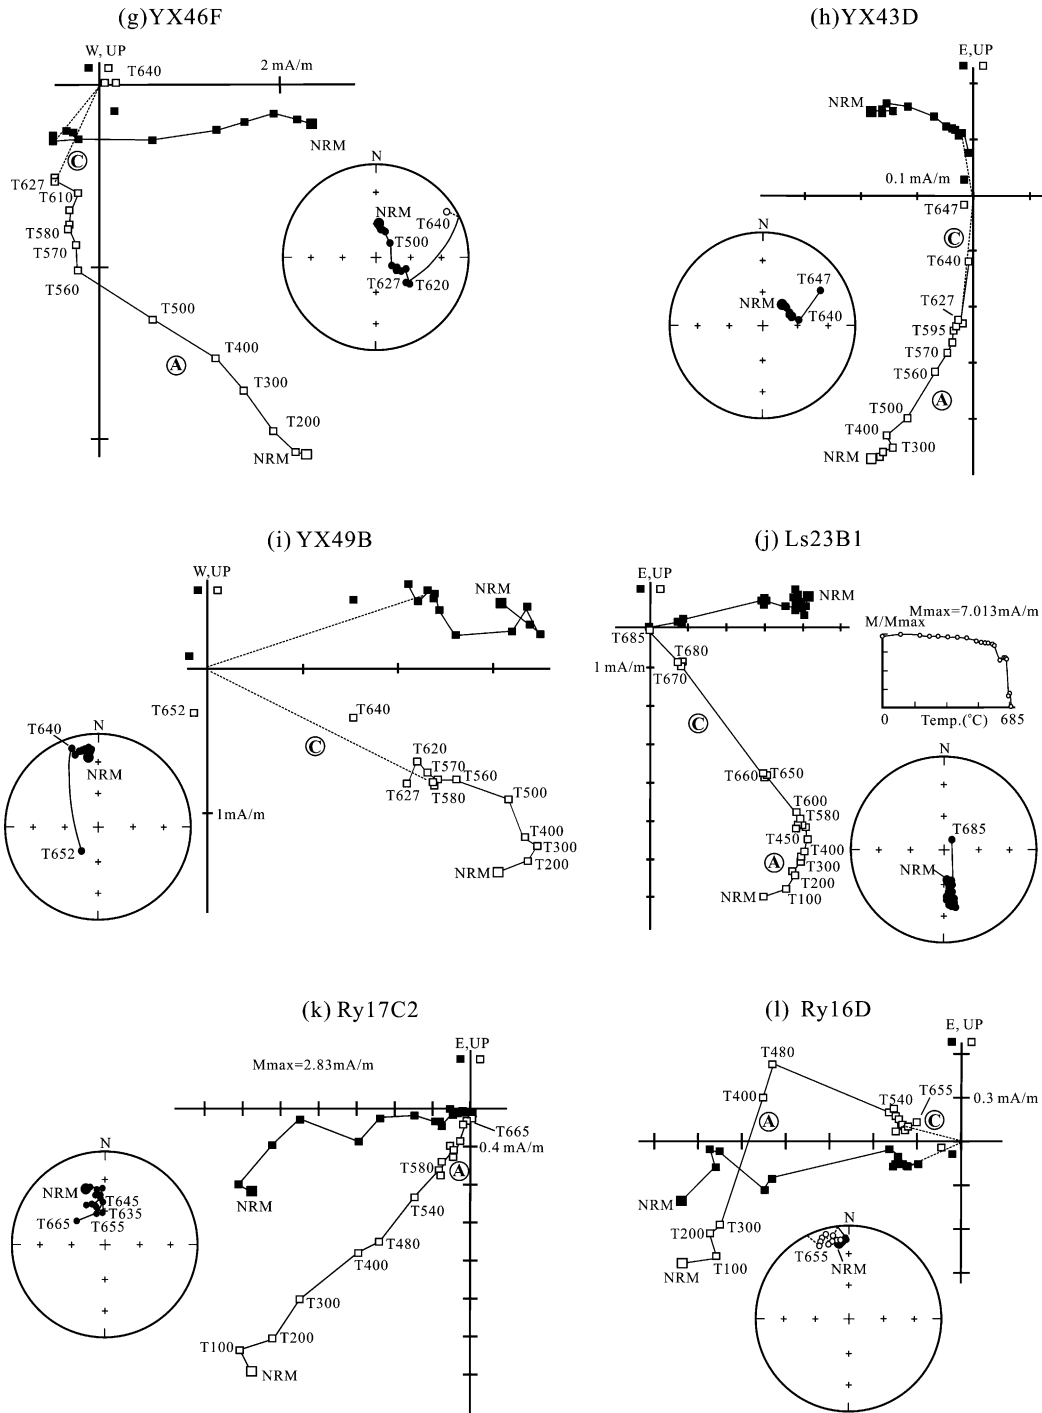 (g)YX46F
W, UP
T640
2 mA/m
NRM
C
T627
T610
T580
T570
T560
T500
T400
A
T300
T200
NRM
N
NRM
T640
T500
T627
T620
(h)YX43D
E,UP
NRM
0.1 mA/m
T647
C
T640
T627
T595
T570
T560
A
T500
T400
T300
NRM
N
T647
NRM
T640
(i) YX49B
W,UP
NRM
T652
T640
C
T620
T570
T560
T627
T580
T500
1mA/m
T400
T300
T200
NRM
T640
N
NRM
T652
(j) Ls23B1
E,UP
NRM
T685
T680
1 mA/m
T670
C
T660
T650
T600
T580
T450
T400
A
T300
T200
NRM
T100
Mmax=7.013mA/m
M/Mmax
0
Temp.(°C)
685
N
T685
NRM
(k) Ry17C2
E,UP
Mmax=2.83mA/m
T665
0.4 mA/m
T580
A
NRM
T540
T480
T400
T300
T100
T200
NRM
N
NRM
T645
T635
T665
T655
(l) Ry16D
E, UP
T480
T400
T540
T655
0.3 mA/m
A
C
NRM
T200
T300
T100
NRM
N
T655
NRM